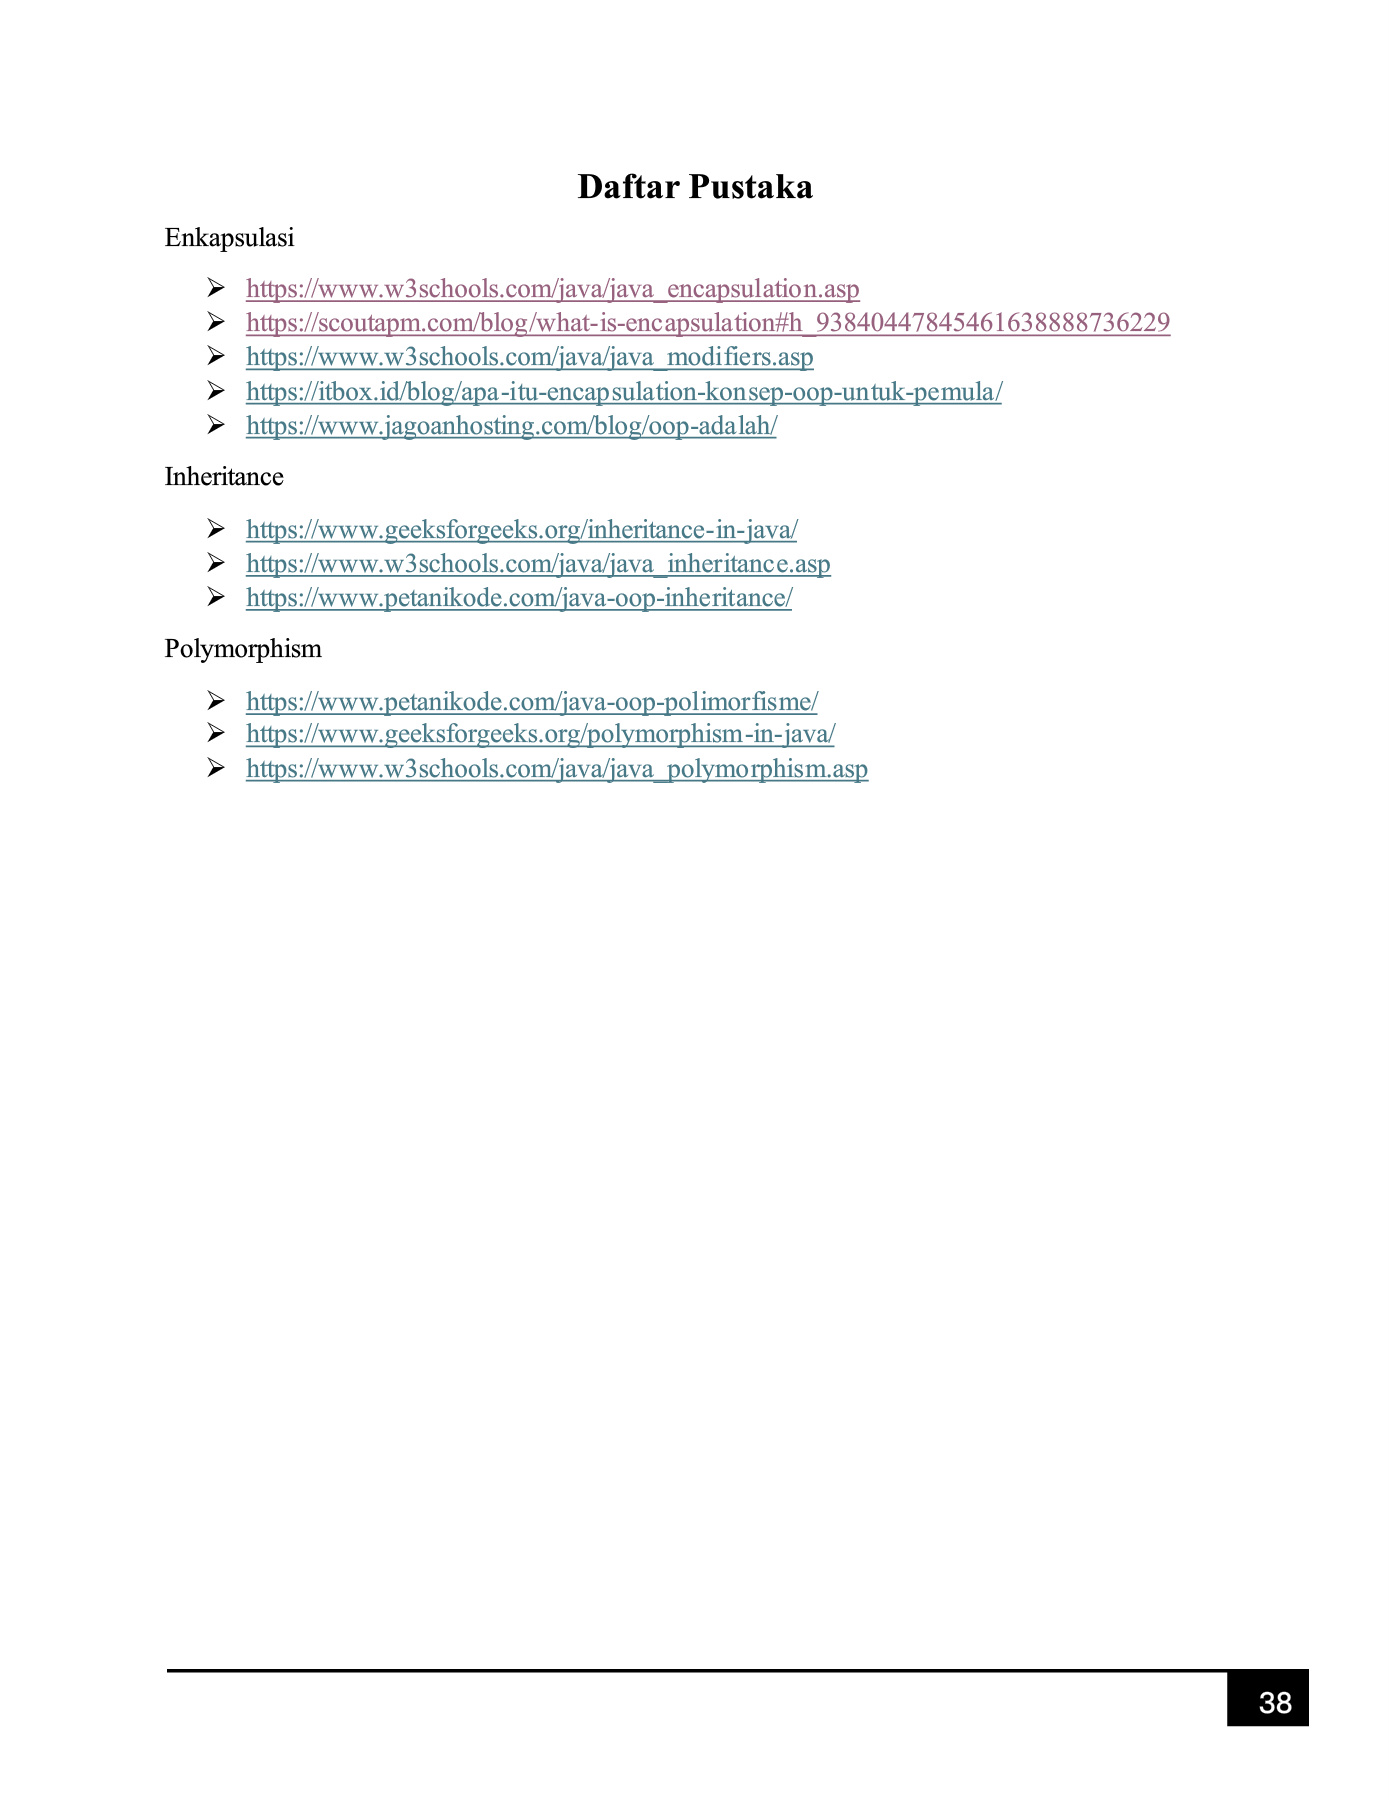 Daftar Pustaka
Enkapsulasi
➢ https://www.w3schools.com/java/java_encapsulation.asp
➢ https://scoutapm.com/blog/what-is-encapsulation#h_93840447845461638888736229
➢ https://www.w3schools.com/java/java_modifiers.asp
➢ https://itbox.id/blog/apa-itu-encapsulation-konsep-oop-untuk-pemula/
➢ https://www.jagoanhosting.com/blog/oop-adalah/
Inheritance
➢ https://www.geeksforgeeks.org/inheritance-in-java/
➢ https://www.w3schools.com/java/java_inheritance.asp
➢ https://www.petanikode.com/java-oop-inheritance/
Polymorphism
➢ https://www.petanikode.com/java-oop-polimorfisme/
➢ https://www.geeksforgeeks.org/polymorphism-in-java/
➢ https://www.w3schools.com/java/java_polymorphism.asp
38